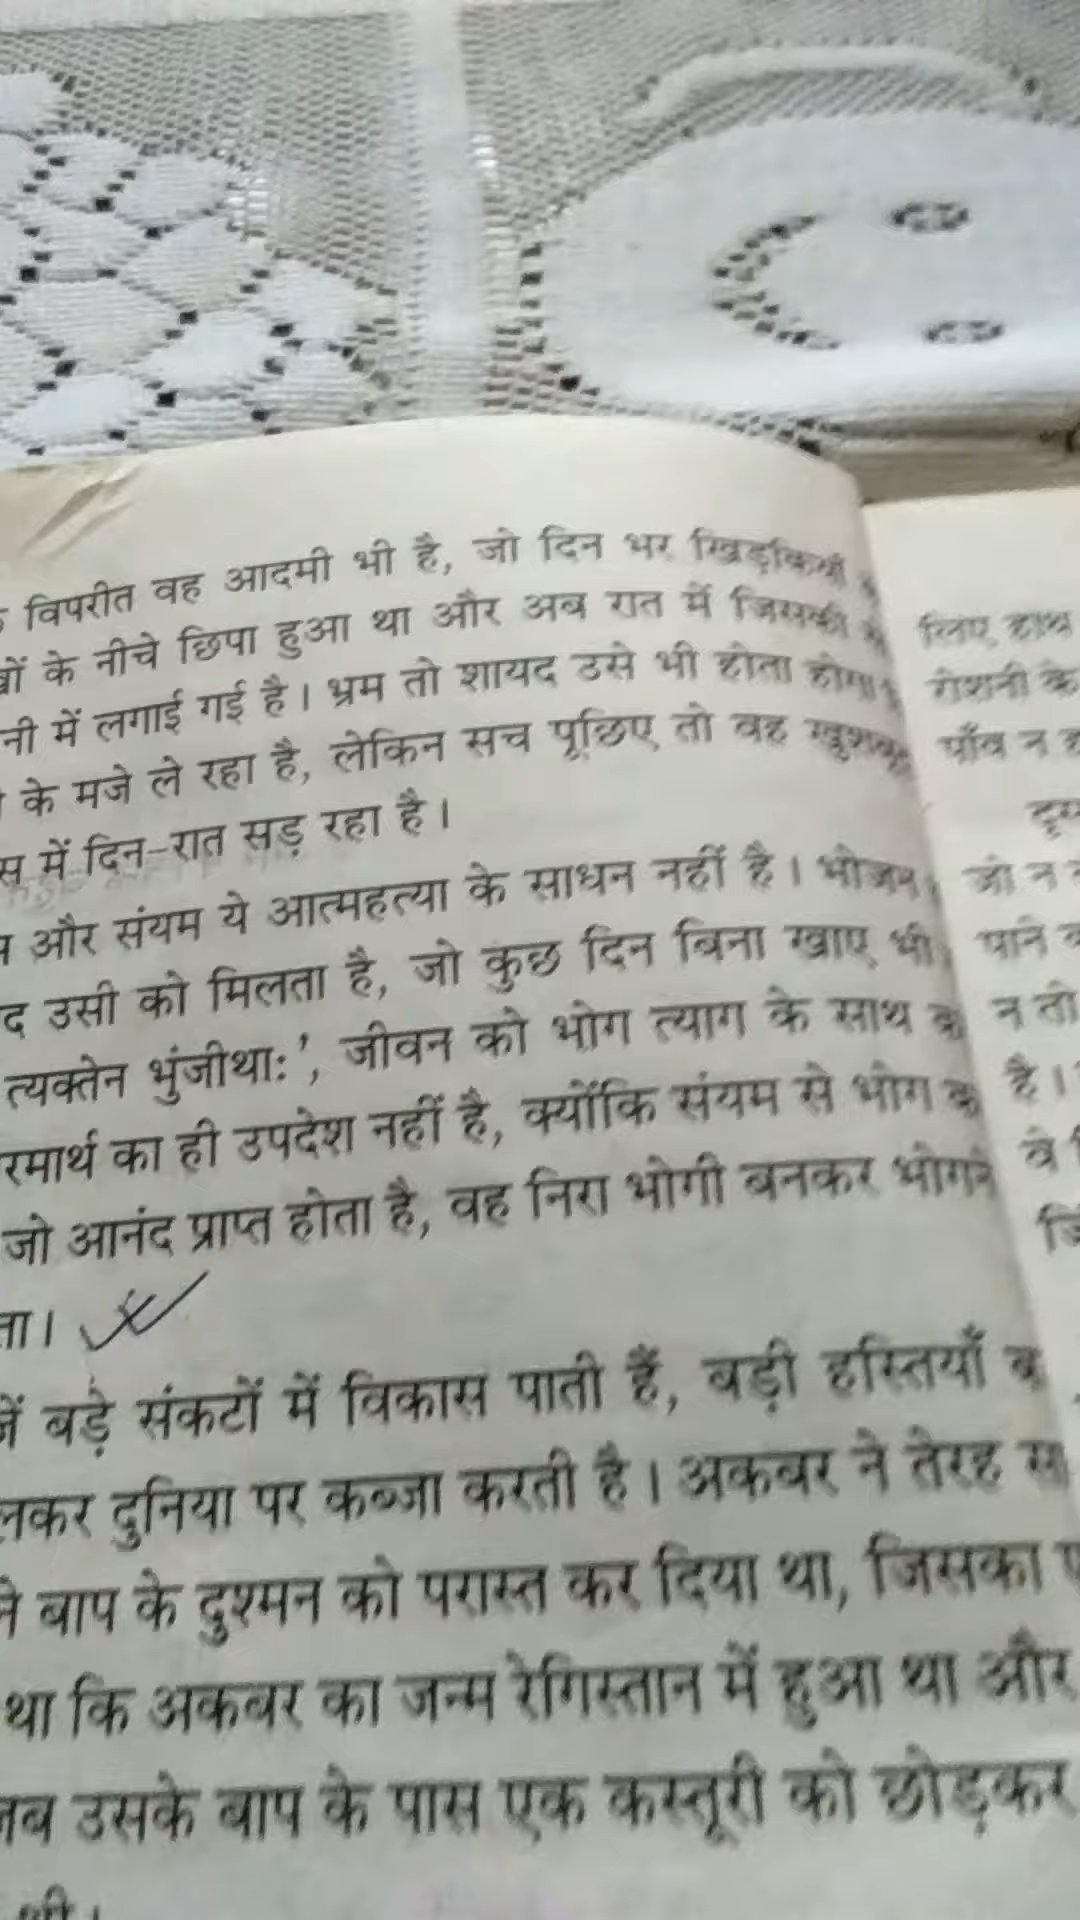 विपरीत वह आदमी भी है, जो दिन भर खिड़कियों
के नीचे छिपा हुआ था और अब रात में जिसकी
में लगाई गई है। भ्रम तो शायद उसे भी होता होगा
के मजे ले रहा है, लेकिन सच पूछिए तो वह
में दिन-रात सड़ रहा है।
और संयम ये आत्महत्या के साधन नहीं है। भोजन
उसी को मिलता है, जो कुछ दिन बिना खाए भी
त्यक्तेन भुंजीथाः', जीवन को भोग त्याग के साथ
का ही उपदेश नहीं है, क्योंकि संयम से भोग
जो आनंद प्राप्त होता है, वह निरा भोगी बनकर
बड़े संकटों में विकास पाती हैं, बड़ी हस्तियाँ
दुनिया पर कब्जा करती है। अकबर ने तेरह
बाप के दुश्मन को परास्त कर दिया था, जिसका
था कि अकबर का जन्म रेगिस्तान में हुआ था और
उसके बाप के पास एक कस्तूरी को छोड़कर
लिए हाथ
रोशनी के
पाँव न
जो न
पाने
न तो
है।
वे